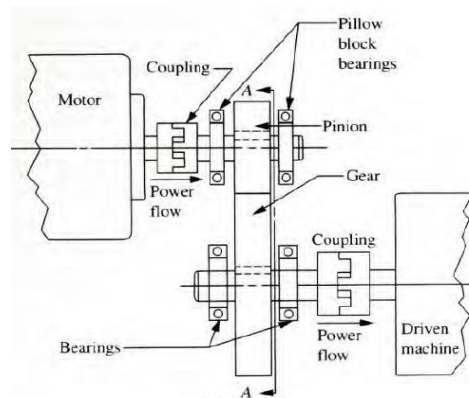 Pillow
block
bearings
Coupling
A
Motor
Pinion
Gear
Power
flow
Coupling
Bearings
Power
flow
Driven
machine
A